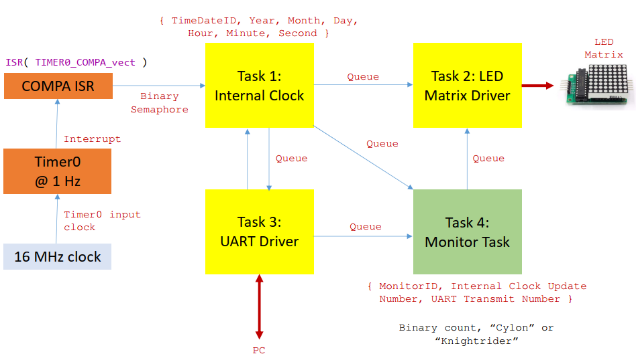 { TimeDateID, Year, Month, Day,
Hour, Minute, Second }
LED
Matrix
ISR( TIMER0_COMPA_vect )
COMPA ISR
Binary
Semaphore
Task 1:
Internal Clock
Queue
Task 2: LED
Matrix Driver
Interrupt
Queue
Queue
Queue
Timer0
@ 1 Hz
Timer0 input
clock
16 MHz clock
Task 3:
UART Driver
Queue
Task 4:
Monitor Task
{ MonitorID, Internal Clock Update
Number, UART Transmit Number }
Binary count, “Cylon” or
“Knightrider”
PC